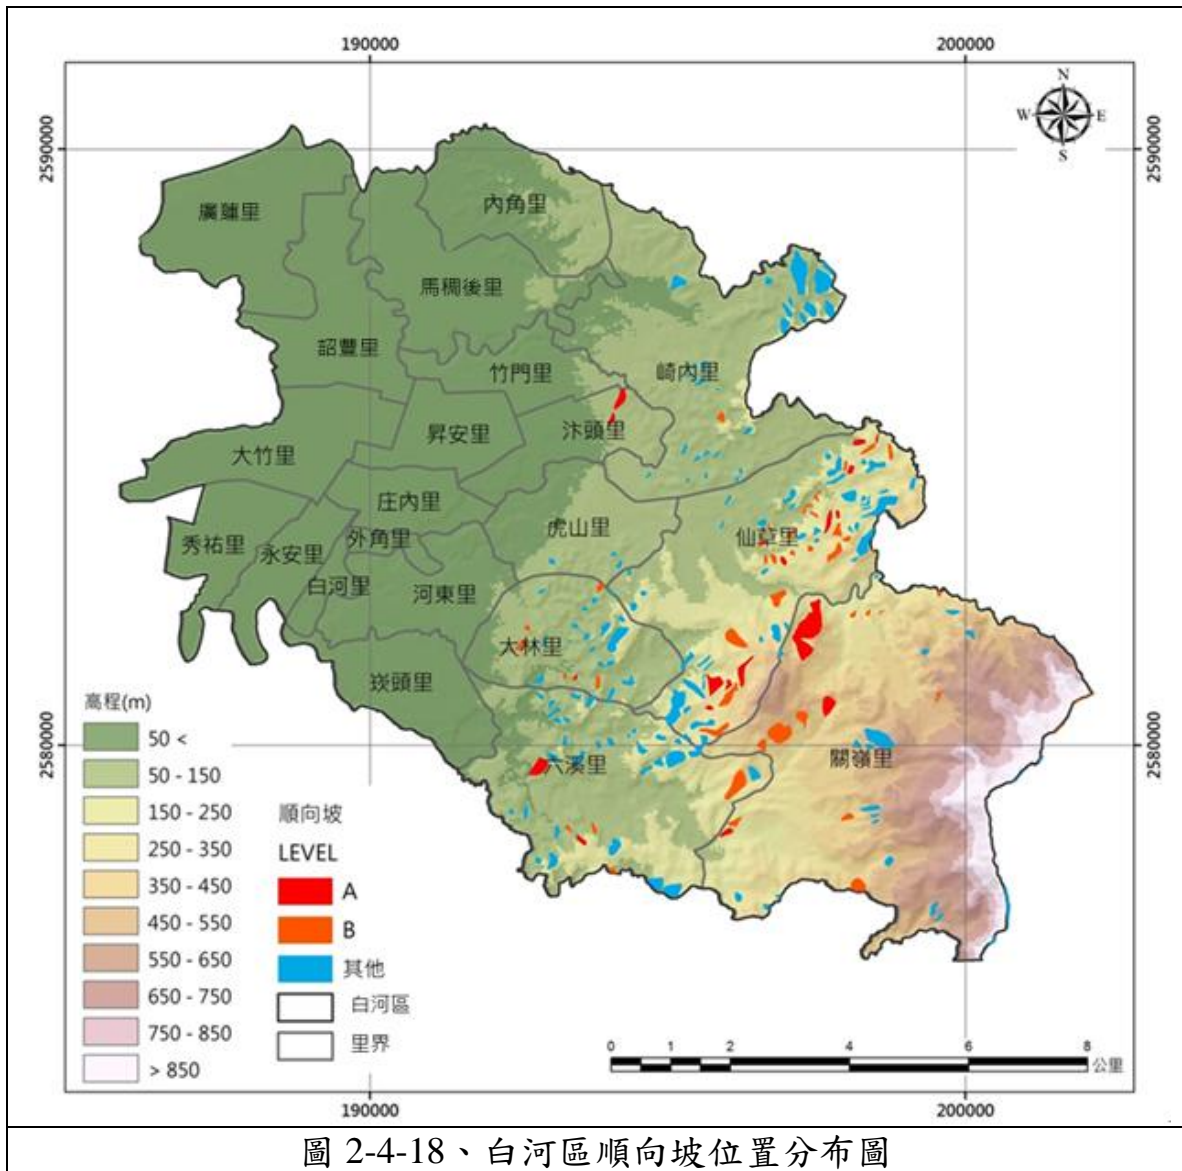 190000
200000
N
W
E
S
2590000
2590000
廣蓮里
內角里
馬稠後里
詔豐里
竹門里
崎內里
昇安里
汴頭里
大竹里
庄內里
虎山里
仙草里
秀祐里
永安里
外角里
白河里
河東里
大林里
崁頭里
六溪里
關嶺里
2580000
2580000
高程(m)
50 <
50 - 150
150 - 250
250 - 350
350 - 450
450 - 550
550 - 650
650 - 750
750 - 850
> 850
順向坡
LEVEL
A
B
其他
白河區
里界
0 1 2 4 6 8
公里
190000
200000
圖 2-4-18、白河區順向坡位置分布圖